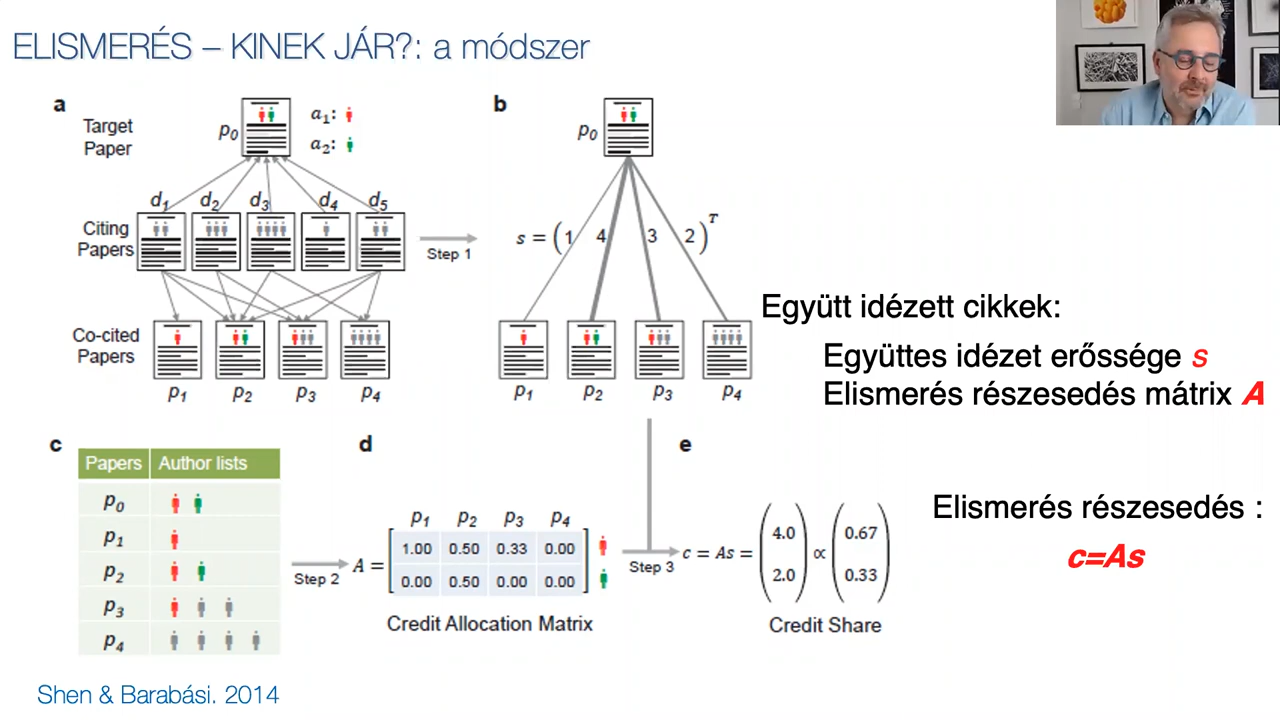 ELISMERÉS – KINEK JÁR?: a módszer
a
Target
Paper
p0
a1:
a2:
d1 d2 d3 d4 d5
Citing
Papers
Step 1
Co-cited
Papers
p1 p2 p3 p4
b
p0
s = (1 4 3 2)T
p1 p2 p3 p4
Együtt idézett cikkek:
Együttes idézet erőssége s
Elismerés részesedés mátrix A
c
Papers Author lists
p0
p1
p2
p3
p4
Step 2
d
p1 p2 p3 p4
A =
1.00 0.50 0.33 0.00
0.00 0.50 0.00 0.00
Credit Allocation Matrix
Step 3
e
c = As = (4.0 2.0) ∝ (0.67 0.33)
Credit Share
Elismerés részesedés :
c=As
Shen & Barabási. 2014